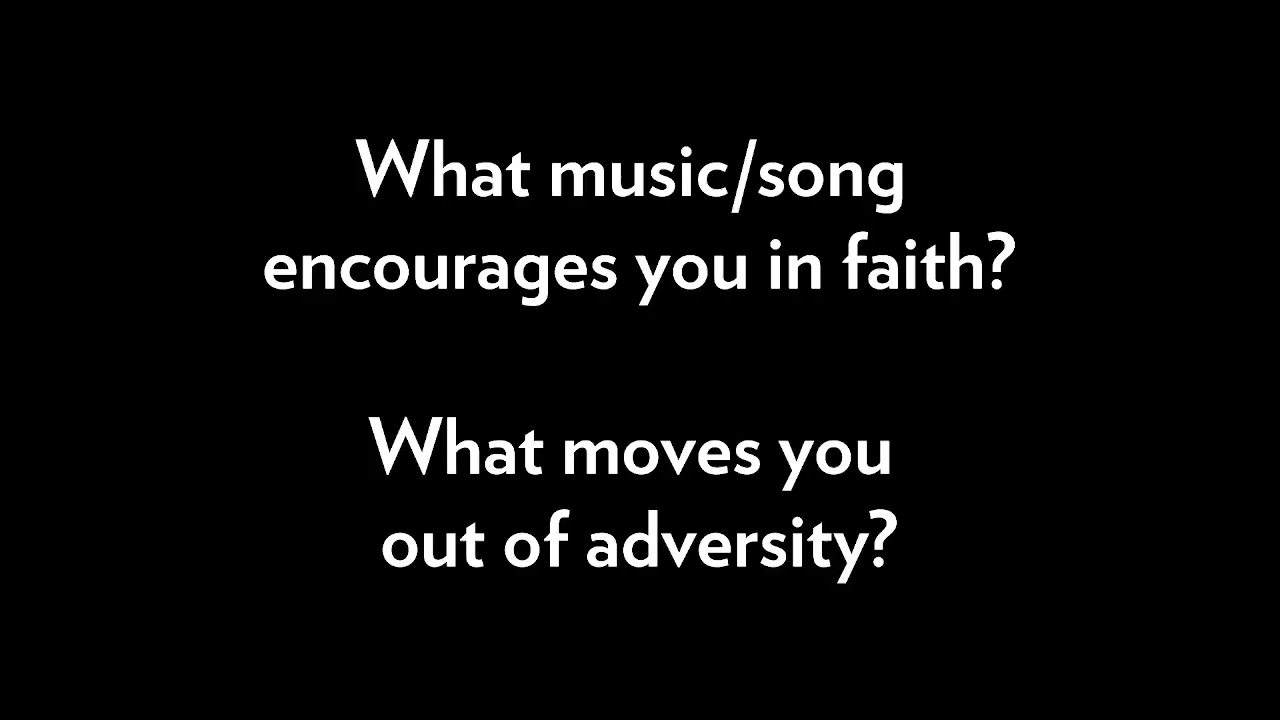 What music/song
encourages you in faith?
What moves you
out of adversity?